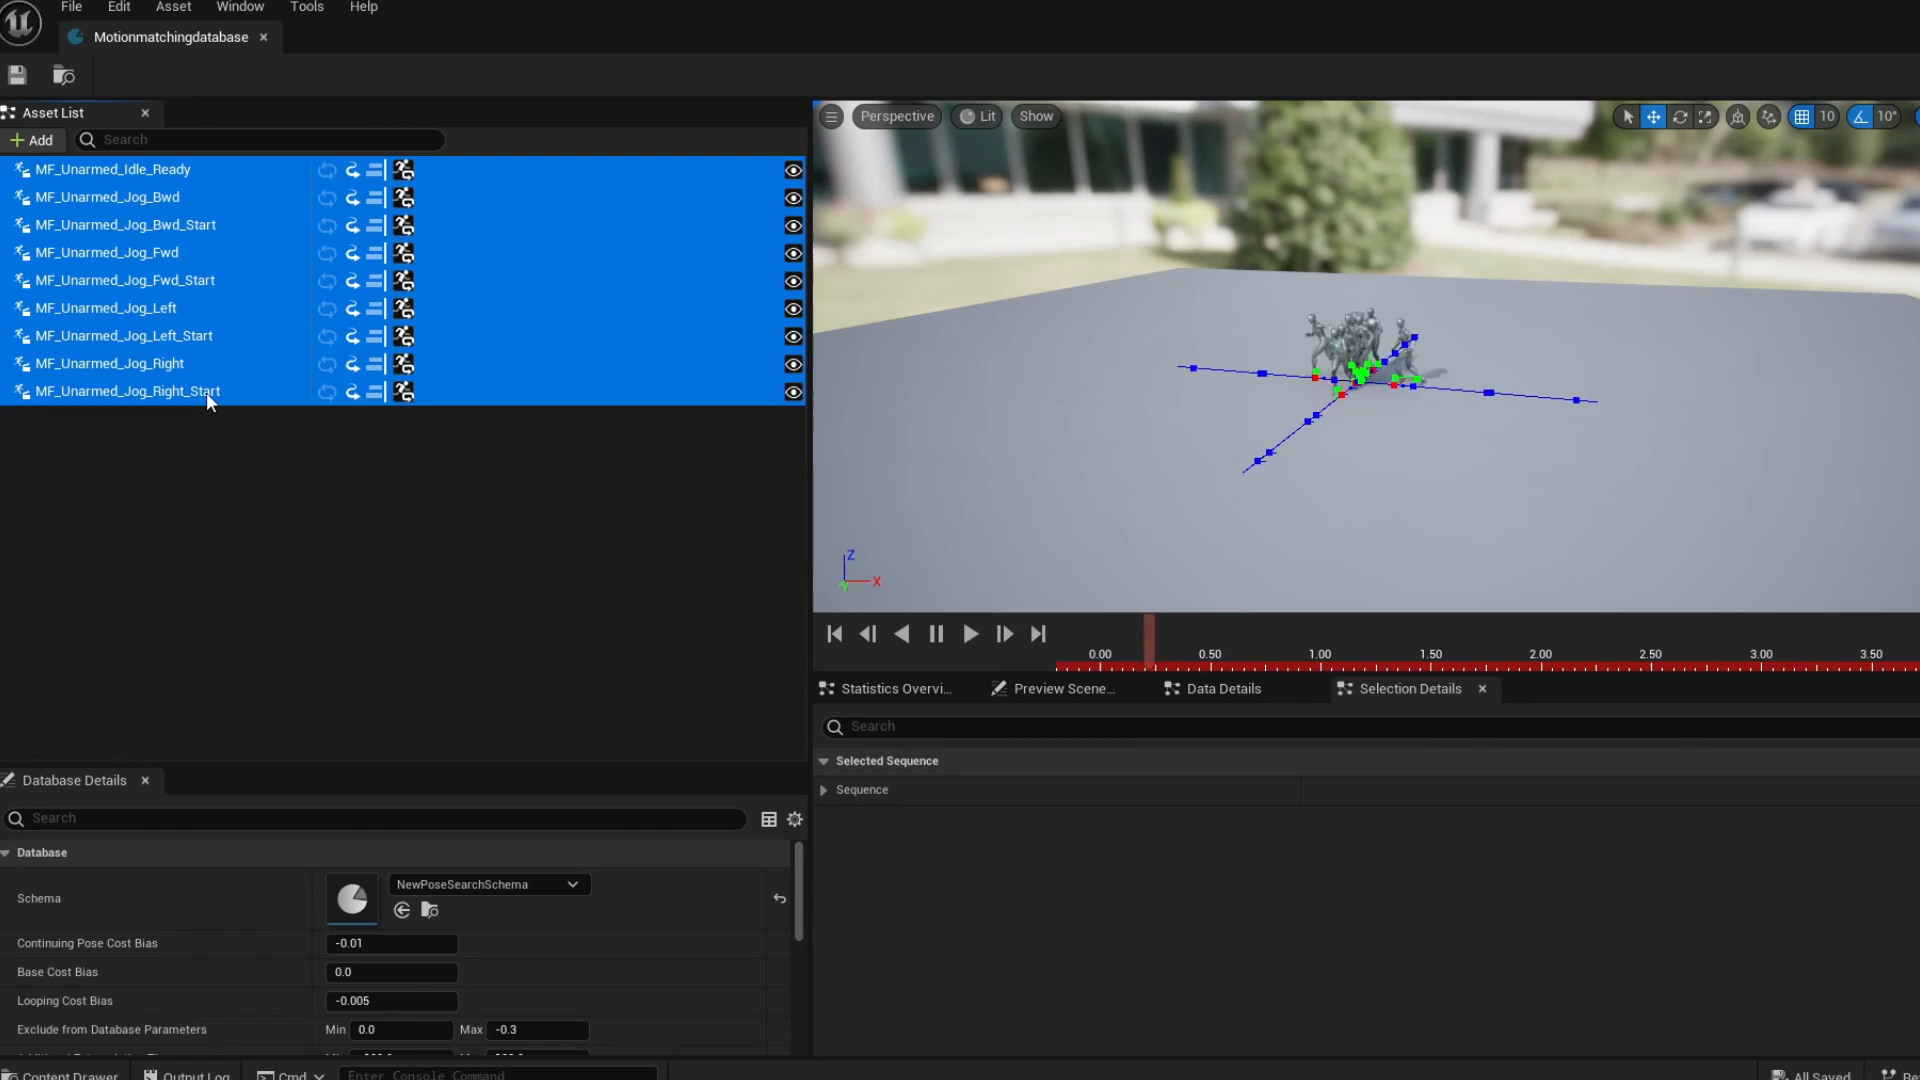 File Edit Asset Window Tools Help
Motionmatchingdatabase
Asset List
Add Search
MF_Unarmed_Idle_Ready
MF_Unarmed_Jog_Bwd
MF_Unarmed_Jog_Bwd_Start
MF_Unarmed_Jog_Fwd
MF_Unarmed_Jog_Fwd_Start
MF_Unarmed_Jog_Left
MF_Unarmed_Jog_Left_Start
MF_Unarmed_Jog_Right
MF_Unarmed_Jog_Right_Start
Perspective Lit Show 10 10°
Z
X
Y
0.00 0.50 1.00 1.50 2.00 2.50 3.00 3.50
Statistics Overvi... Preview Scene... Data Details Selection Details
Search
Selected Sequence
Sequence
Database Details
Search
Database
Schema NewPoseSearchSchema
Continuing Pose Cost Bias -0.01
Base Cost Bias 0.0
Looping Cost Bias -0.005
Exclude from Database Parameters Min 0.0 Max -0.3
Content Drawer Output Log Cmd Enter Console Command All Saved